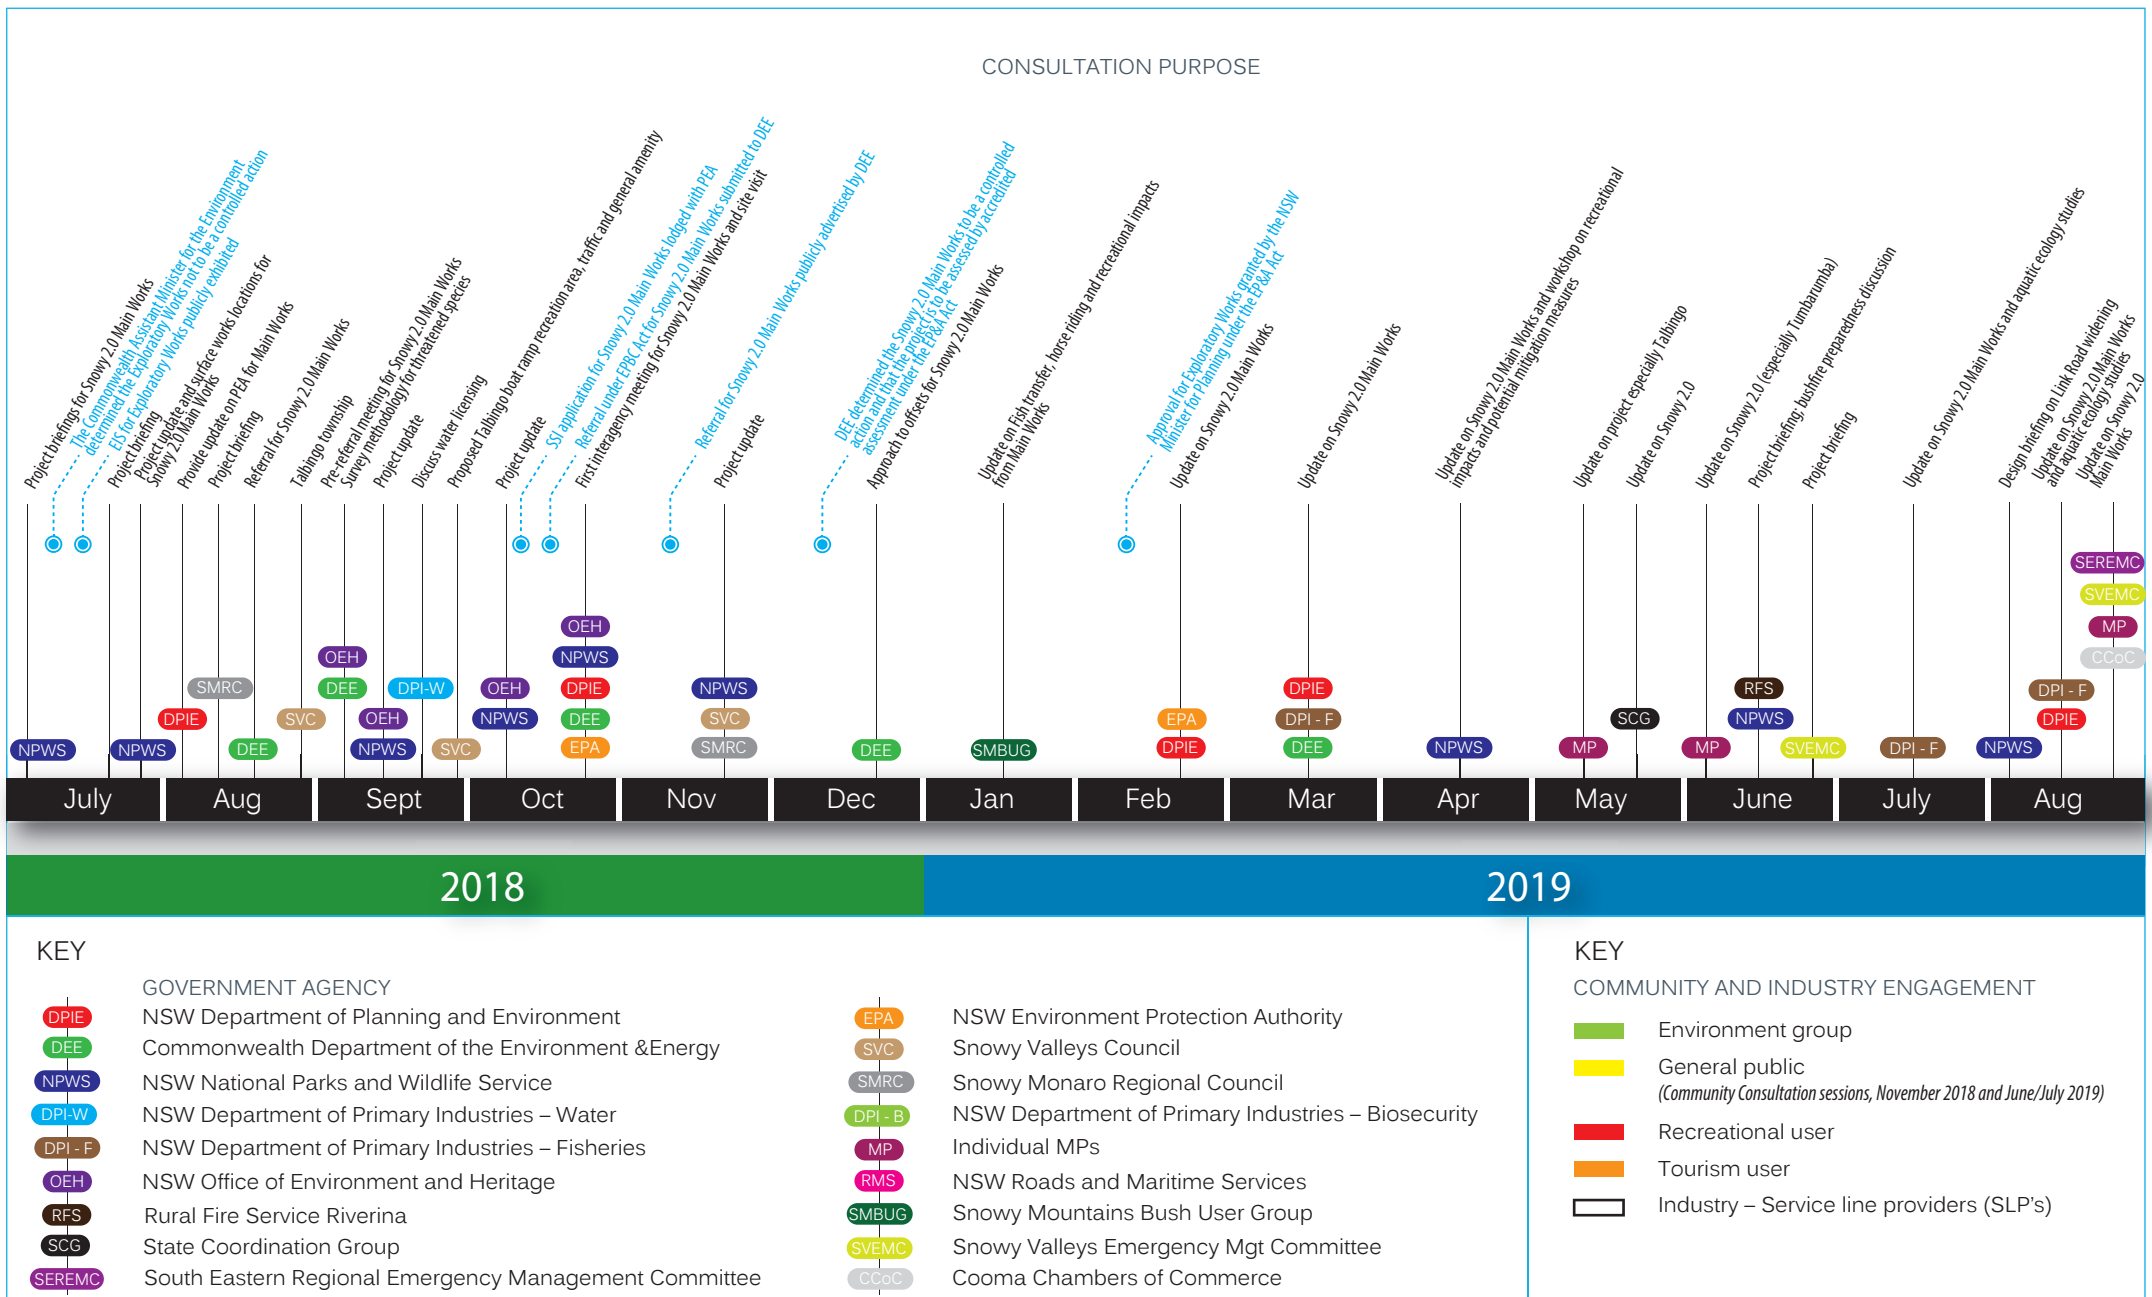 CONSULTATION PURPOSE
Project briefings for Snowy 2.0 Main Works
The Commonwealth Assistant Minister for the Environment
determined the Exploratory Works not to be a controlled action
EIS for Exploratory Works publicly exhibited
Project briefing
Project update and surface works locations for
Snowy 2.0 Main Works
Provide update on PEA for Main Works
Project briefing
Referral for Snowy 2.0 Main Works
Talbingo township
Pre-referral meeting for Snowy 2.0 Main Works
Survey methodology for threatened species
Project update
Discuss water licensing
Proposed Talbingo boat ramp recreation area, traffic and general amenity
Project update
SSI application for Snowy 2.0 Main Works lodged with PEA
Referral under EPBC Act for Snowy 2.0 Main Works submitted to DEE
First interagency meeting for Snowy 2.0 Main Works and site visit
Referral for Snowy 2.0 Main Works publicly advertised by DEE
Project update
DEE determined the Snowy 2.0 Main Works to be a controlled
action and that the project is to be assessed by accredited
assessment under the EP&A Act
Approach to offsets for Snowy 2.0 Main Works
Update on Fish transfer, horse riding and recreational impacts
from Main Works
Approval for Exploratory Works granted by the NSW
Minister for Planning under the EP&A Act
Update on Snowy 2.0 Main Works
Update on Snowy 2.0 Main Works
Update on Snowy 2.0 Main Works and workshop on recreational
impacts and potential mitigation measures
Update on project especially Talbingo
Update on Snowy 2.0
Update on Snowy 2.0 (especially Tumbarumba)
Project briefing; bushfire preparedness discussion
Project briefing
Update on Snowy 2.0 Main Works and aquatic ecology studies
Design briefing on Link Road widening
Update on Snowy 2.0 Main Works
and aquatic ecology studies
Update on Snowy 2.0
Main Works
SEREMC
SVEMC
OEH MP
OEH NPWS CCoC
SMRC DEE DPI-W OEH DPIE NPWS DPIE RFS DPI - F
DPIE SVC OEH NPWS DEE SVC EPA DPI - F SCG NPWS DPIE
NPWS NPWS DEE NPWS SVC EPA SMRC DEE SMBUG DPIE DEE NPWS MP MP SVEMC DPI - F NPWS
July Aug Sept Oct Nov Dec Jan Feb Mar Apr May June July Aug
2018 2019
KEY
GOVERNMENT AGENCY
DPIE NSW Department of Planning and Environment
DEE Commonwealth Department of the Environment &Energy
NPWS NSW National Parks and Wildlife Service
DPI-W NSW Department of Primary Industries – Water
DPI - F NSW Department of Primary Industries – Fisheries
OEH NSW Office of Environment and Heritage
RFS Rural Fire Service Riverina
SCG State Coordination Group
SEREMC South Eastern Regional Emergency Management Committee
EPA NSW Environment Protection Authority
SVC Snowy Valleys Council
SMRC Snowy Monaro Regional Council
DPI - B NSW Department of Primary Industries – Biosecurity
MP Individual MPs
RMS NSW Roads and Maritime Services
SMBUG Snowy Mountains Bush User Group
SVEMC Snowy Valleys Emergency Mgt Committee
CCoC Cooma Chambers of Commerce
KEY
COMMUNITY AND INDUSTRY ENGAGEMENT
Environment group
General public
(Community Consultation sessions, November 2018 and June/July 2019)
Recreational user
Tourism user
Industry – Service line providers (SLP's)